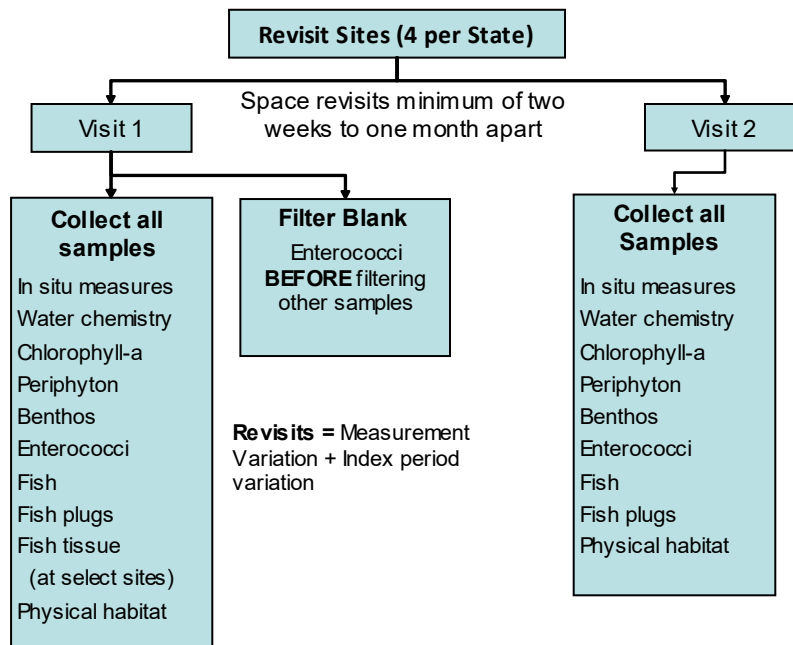 Revisit Sites (4 per State)
Space revisits minimum of two
weeks to one month apart
Visit 1
Visit 2
Collect all
samples
In situ measures
Water chemistry
Chlorophyll-a
Periphyton
Benthos
Enterococci
Fish
Fish plugs
Fish tissue
(at select sites)
Physical habitat
Filter Blank
Enterococci
BEFORE filtering
other samples
Revisits = Measurement
Variation + Index period
variation
Collect all
Samples
In situ measures
Water chemistry
Chlorophyll-a
Periphyton
Benthos
Enterococci
Fish
Fish plugs
Physical habitat